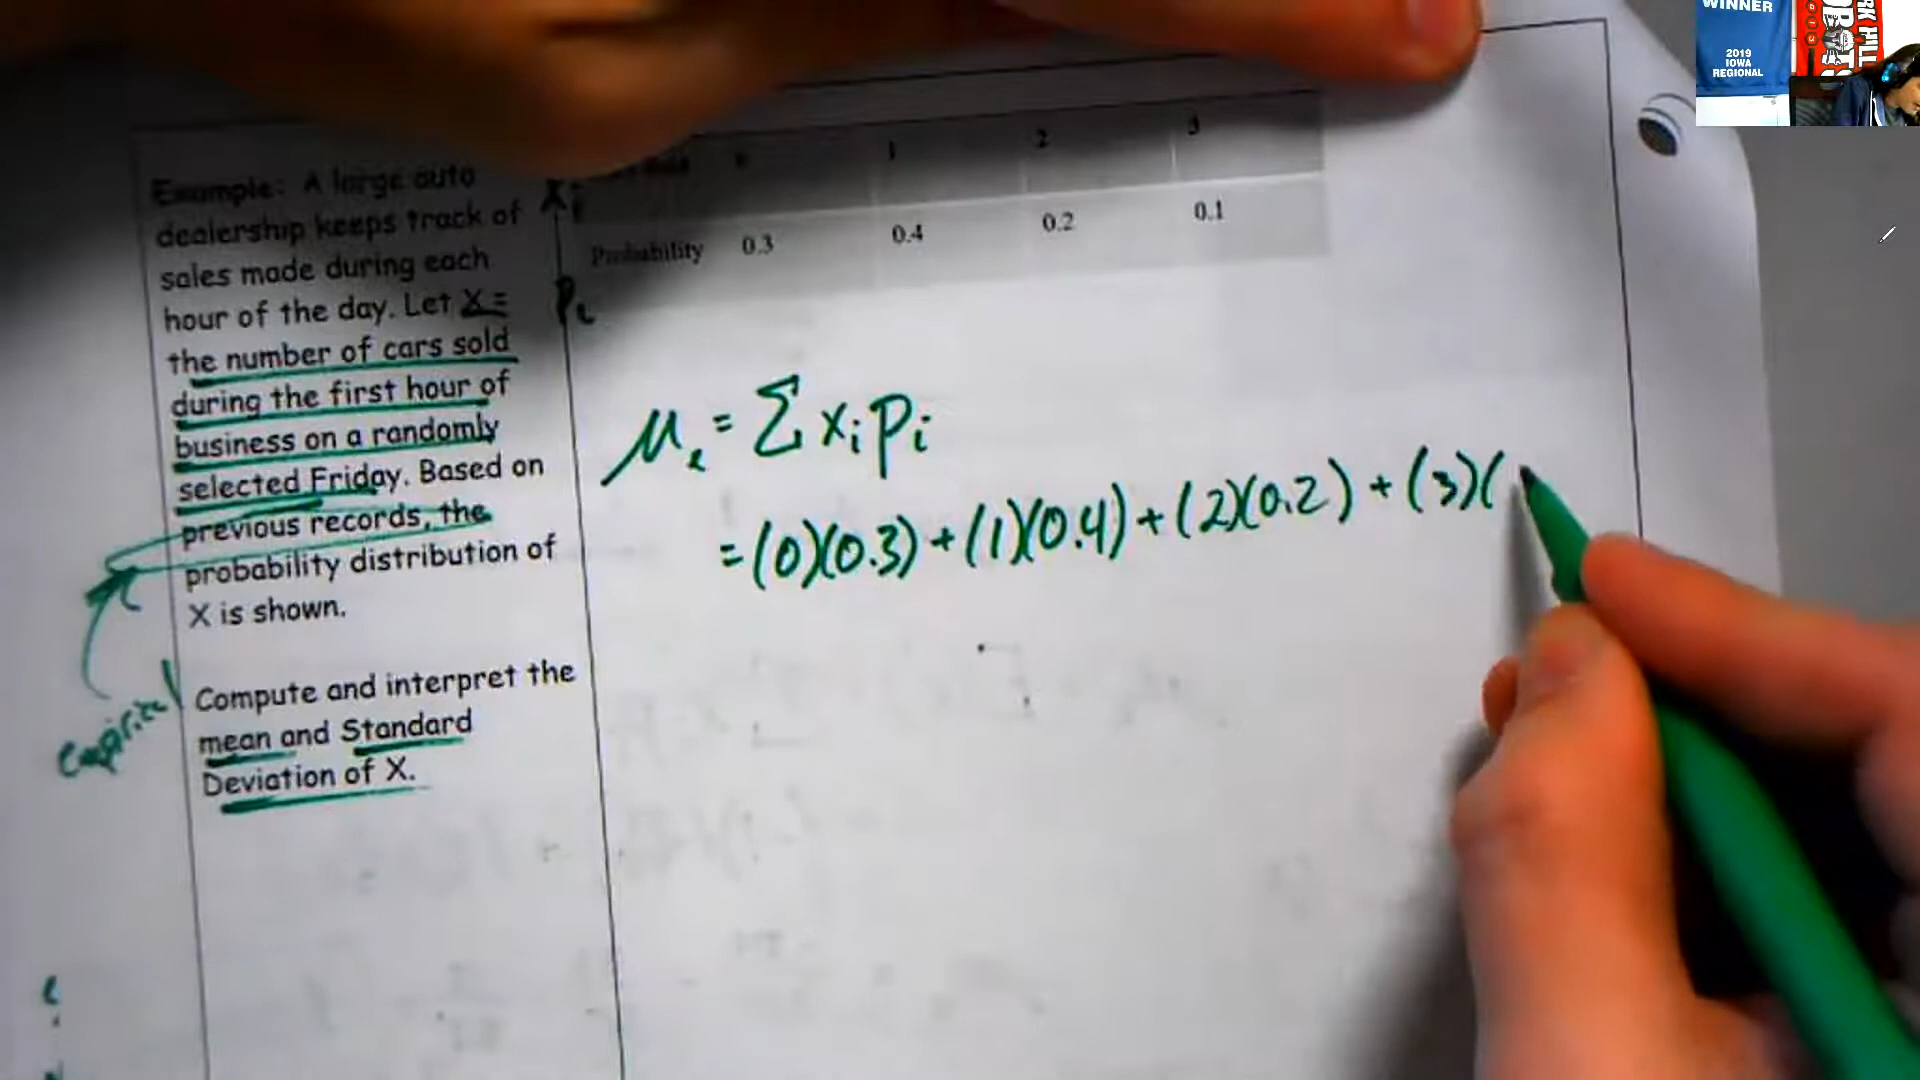 WINNER
2019
IOWA
REGIONAL
Example: A large auto
dealership keeps track of
sales made during each
hour of the day. Let X =
the number of cars sold
during the first hour of
business on a randomly
selected Friday. Based on
previous records, the
probability distribution of
X is shown.
Compute and interpret the
mean and Standard
Deviation of X.
Xi 0 1 2 3
Probability 0.3 0.4 0.2 0.1
Pi
μx = Σ xi pi
= (0)(0.3) + (1)(0.4) + (2)(0.2) + (3)(